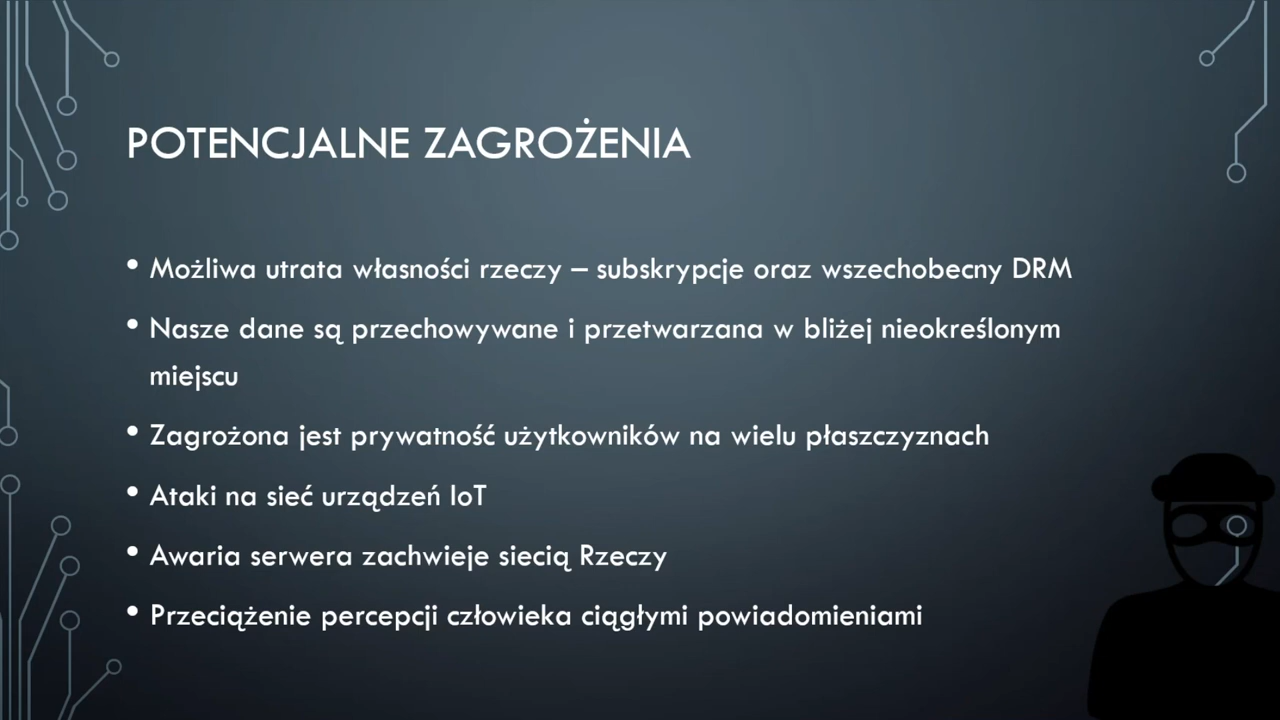 POTENCJALNE ZAGROŻENIA
• Możliwa utrata własności rzeczy – subskrypcje oraz wszechobecny DRM
• Nasze dane są przechowywane i przetwarzana w bliżej nieokreślonym
miejscu
• Zagrożona jest prywatność użytkowników na wielu płaszczyznach
• Ataki na sieć urządzeń IoT
• Awaria serwera zachwieje siecią Rzeczy
• Przeciążenie percepcji człowieka ciągłymi powiadomieniami